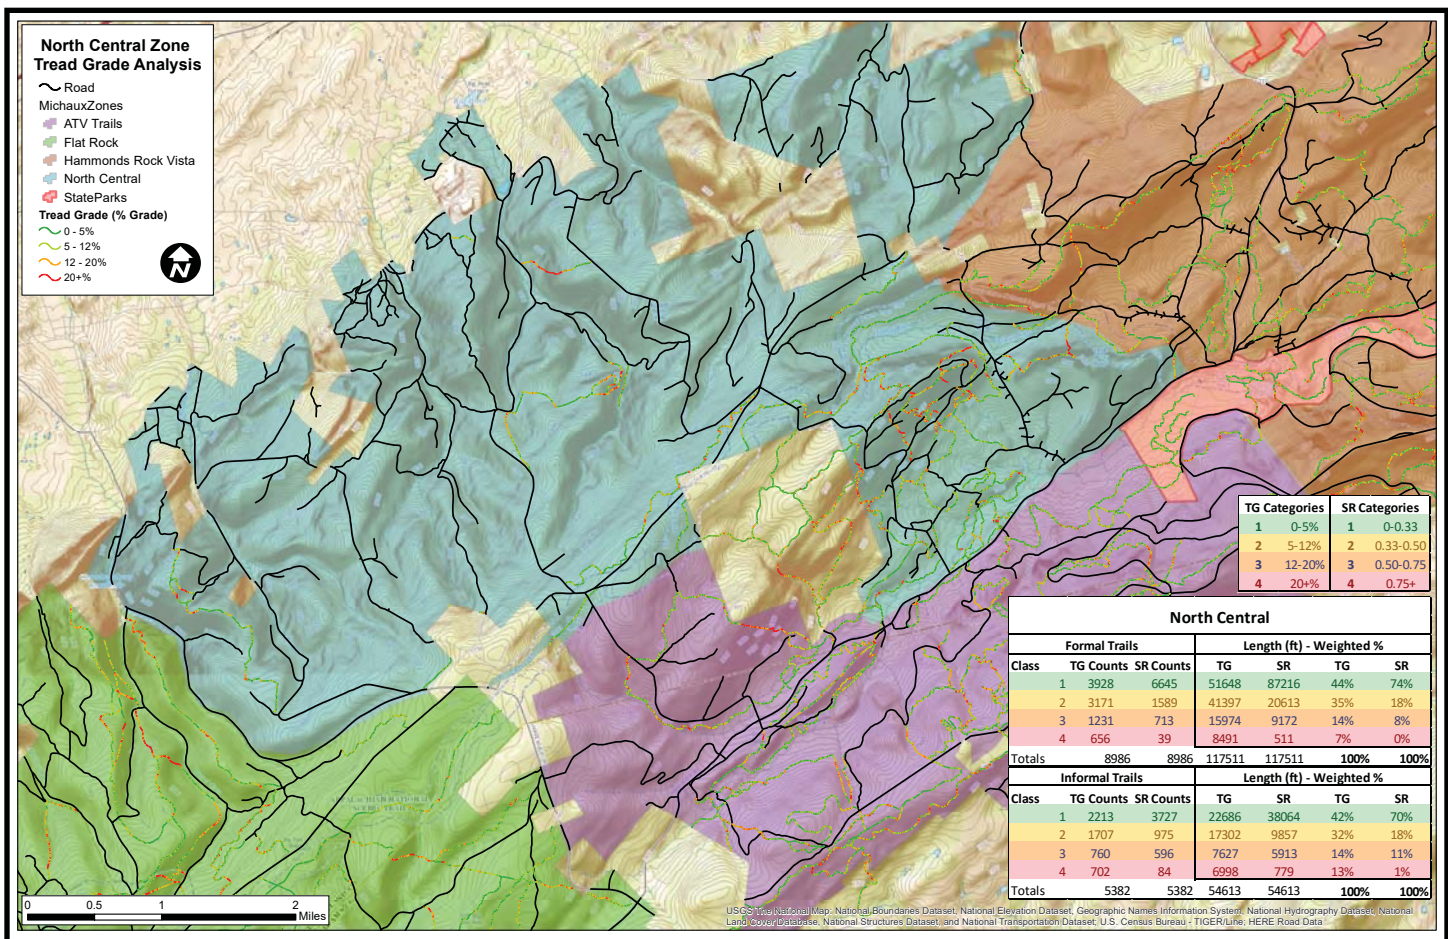 North Central Zone
Tread Grade Analysis
Road
MichauxZones
ATV Trails
Flat Rock
Hammonds Rock Vista
North Central
StateParks
Tread Grade (% Grade)
0 - 5%
5 - 12%
12 - 20%
20+%
N
TG Categories SR Categories
1 0-5% 1 0-0.33
2 5-12% 2 0.33-0.50
3 12-20% 3 0.50-0.75
4 20+% 4 0.75+
North Central
Formal Trails Length (ft) - Weighted %
Class TG Counts SR Counts TG SR TG SR
1 3928 6645 51648 87216 44% 74%
2 3171 1589 41397 20613 35% 18%
3 1231 713 15974 9172 14% 8%
4 656 39 8491 511 7% 0%
Totals 8986 8986 117511 117511 100% 100%
Informal Trails Length (ft) - Weighted %
Class TG Counts SR Counts TG SR TG SR
1 2213 3727 22686 38064 42% 70%
2 1707 975 17302 9857 32% 18%
3 760 596 7627 5913 14% 11%
4 702 84 6998 779 13% 1%
Totals 5382 5382 54613 54613 100% 100%
0 0.5 1 2
Miles
USGS The National Map: National Boundaries Dataset, National Elevation Dataset, Geographic Names Information System, National Hydrography Dataset, National
Land Cover Database, National Structures Dataset, and National Transportation Dataset; U.S. Census Bureau - TIGER/Line; HERE Road Data